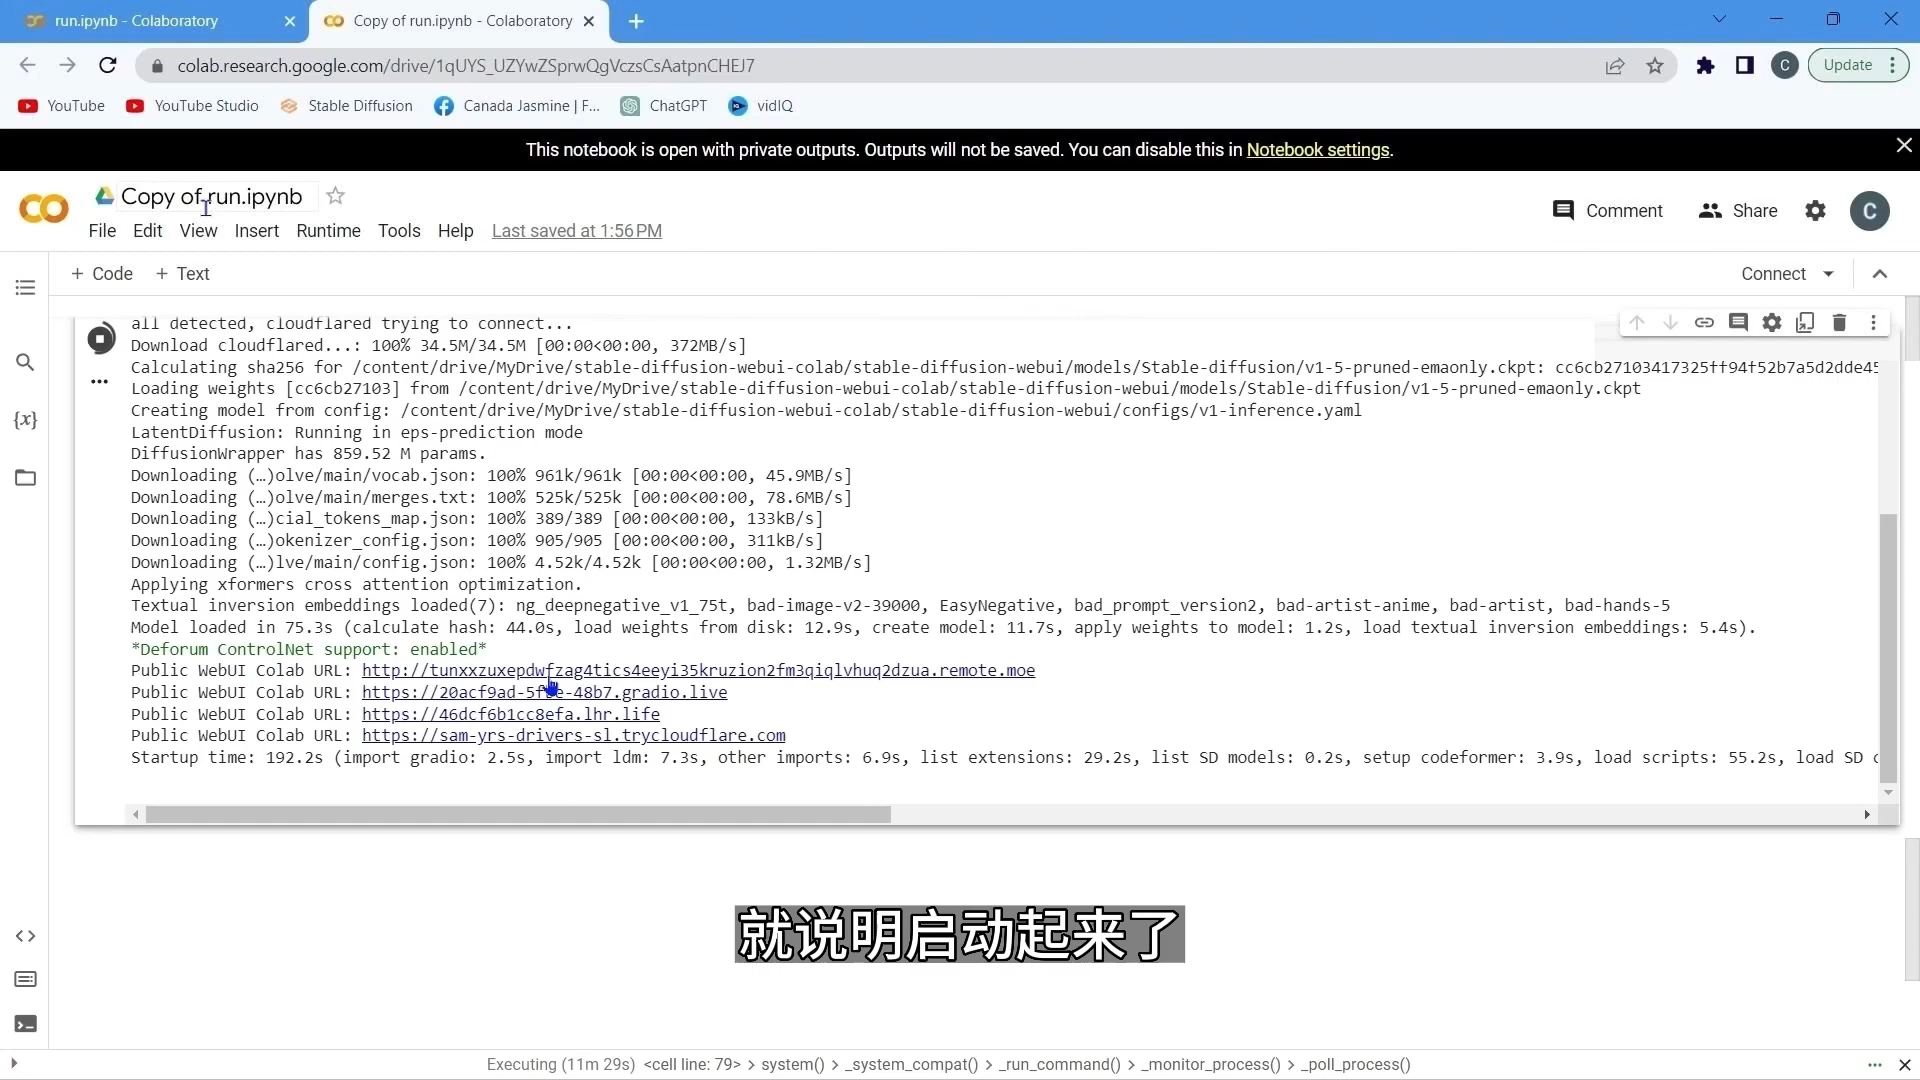 run.ipynb - Colaboratory
Copy of run.ipynb - Colaboratory
colab.research.google.com/drive/1qUYS_UZYwZSprwQgVczsCsAatpnCHEJ7
C
Update
YouTube
YouTube Studio
Stable Diffusion
Canada Jasmine | F...
ChatGPT
vidIQ
This notebook is open with private outputs. Outputs will not be saved. You can disable this in Notebook settings.
Copy of run.ipynb
Comment
Share
C
File Edit View Insert Runtime Tools Help Last saved at 1:56 PM
+ Code + Text
Connect
all detected, cloudflared trying to connect...
Download cloudflared...: 100% 34.5M/34.5M [00:00<00:00, 372MB/s]
Calculating sha256 for /content/drive/MyDrive/stable-diffusion-webui-colab/stable-diffusion-webui/models/Stable-diffusion/v1-5-pruned-emaonly.ckpt: cc6cb27103417325ff94f52b7a5d2dde45
Loading weights [cc6cb27103] from /content/drive/MyDrive/stable-diffusion-webui-colab/stable-diffusion-webui/models/Stable-diffusion/v1-5-pruned-emaonly.ckpt
Creating model from config: /content/drive/MyDrive/stable-diffusion-webui-colab/stable-diffusion-webui/configs/v1-inference.yaml
LatentDiffusion: Running in eps-prediction mode
DiffusionWrapper has 859.52 M params.
Downloading (…)olve/main/vocab.json: 100% 961k/961k [00:00<00:00, 45.9MB/s]
Downloading (…)olve/main/merges.txt: 100% 525k/525k [00:00<00:00, 78.6MB/s]
Downloading (…)cial_tokens_map.json: 100% 389/389 [00:00<00:00, 133kB/s]
Downloading (…)okenizer_config.json: 100% 905/905 [00:00<00:00, 311kB/s]
Downloading (…)lve/main/config.json: 100% 4.52k/4.52k [00:00<00:00, 1.32MB/s]
Applying xformers cross attention optimization.
Textual inversion embeddings loaded(7): ng_deepnegative_v1_75t, bad-image-v2-39000, EasyNegative, bad_prompt_version2, bad-artist-anime, bad-artist, bad-hands-5
Model loaded in 75.3s (calculate hash: 44.0s, load weights from disk: 12.9s, create model: 11.7s, apply weights to model: 1.2s, load textual inversion embeddings: 5.4s).
*Deforum ControlNet support: enabled*
Public WebUI Colab URL: http://tunxxzuxepdwfzag4tics4eeyi35kruzion2fm3qiqlvhuq2dzua.remote.moe
Public WebUI Colab URL: 
Public WebUI Colab URL: https://46dcf6b1cc8efa.lhr.life
Public WebUI Colab URL: https://sam-yrs-drivers-sl.trycloudflare.com
Startup time: 192.2s (import gradio: 2.5s, import ldm: 7.3s, other imports: 6.9s, list extensions: 29.2s, list SD models: 0.2s, setup codeformer: 3.9s, load scripts: 55.2s, load SD
就说明启动起来了
Executing (11m 29s) <cell line: 79> > system() > _system_compat() > _run_command() > _monitor_process() > _poll_process()